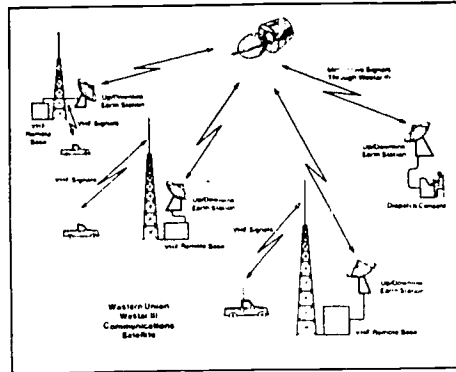 Signals
Through Westar III
Up/Downlink
Earth Station
VHF Signals
VHF Remote
Base
VHF Signals
Up/Downlink
Earth Station
VHF Remote Base
Up/Downlink
Earth Station
Dispatch Console
VHF Signals
Up/Downlink
Earth Station
VHF Remote Base
Western Union
Westar III
Communications
Satellite